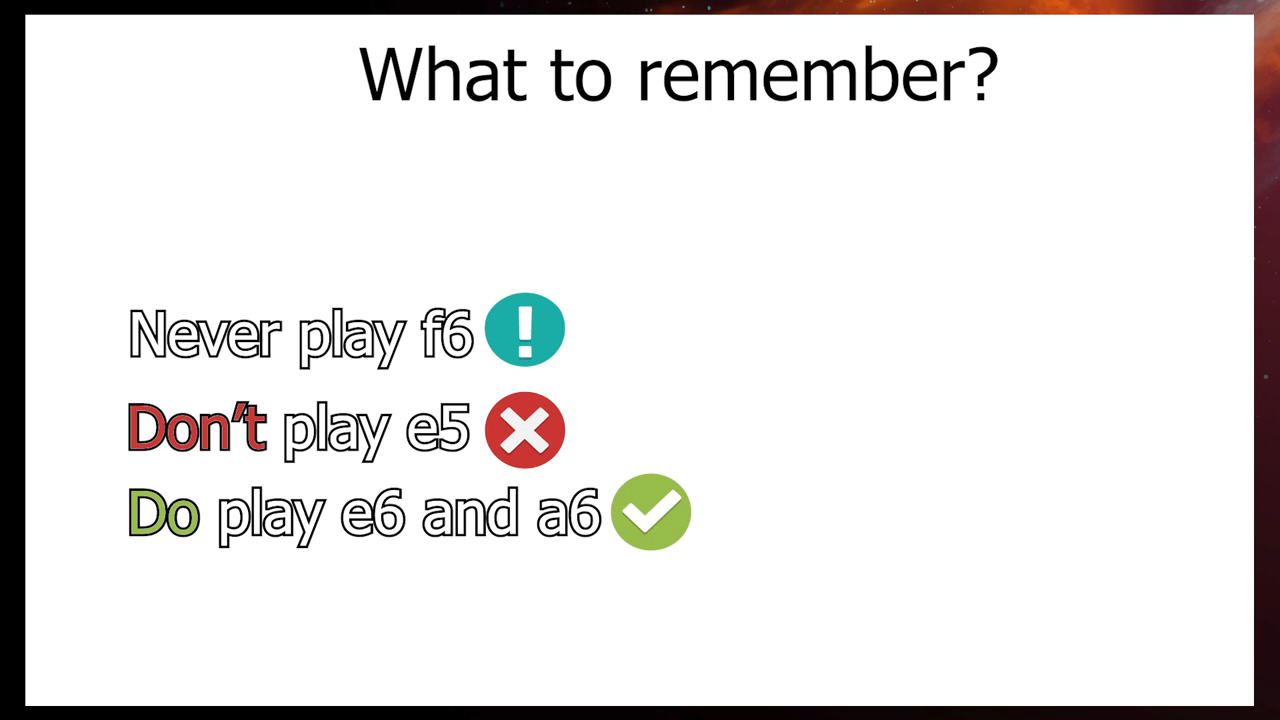 What to remember?
Never play f6
Don't play e5
Do play e6 and a6